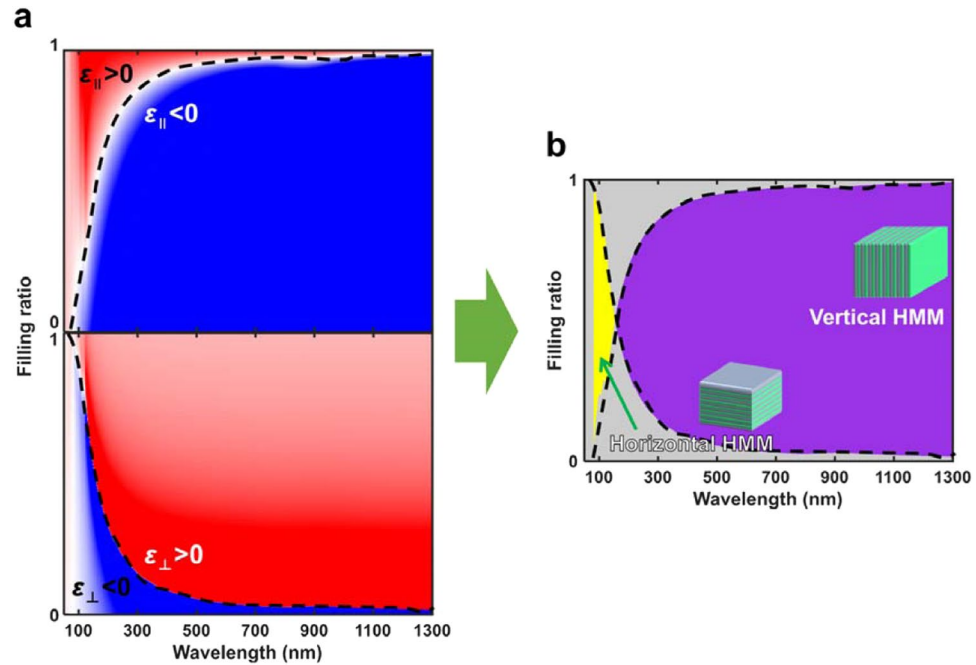 a
1
ε∥>0
ε∥<0
Filling ratio
0
1
ε⊥>0
ε⊥<0
0
100 300 500 700 900 1100 1300
Wavelength (nm)
b
1
Vertical HMM
Filling ratio
Horizontal HMM
0
100 300 500 700 900 1100 1300
Wavelength (nm)